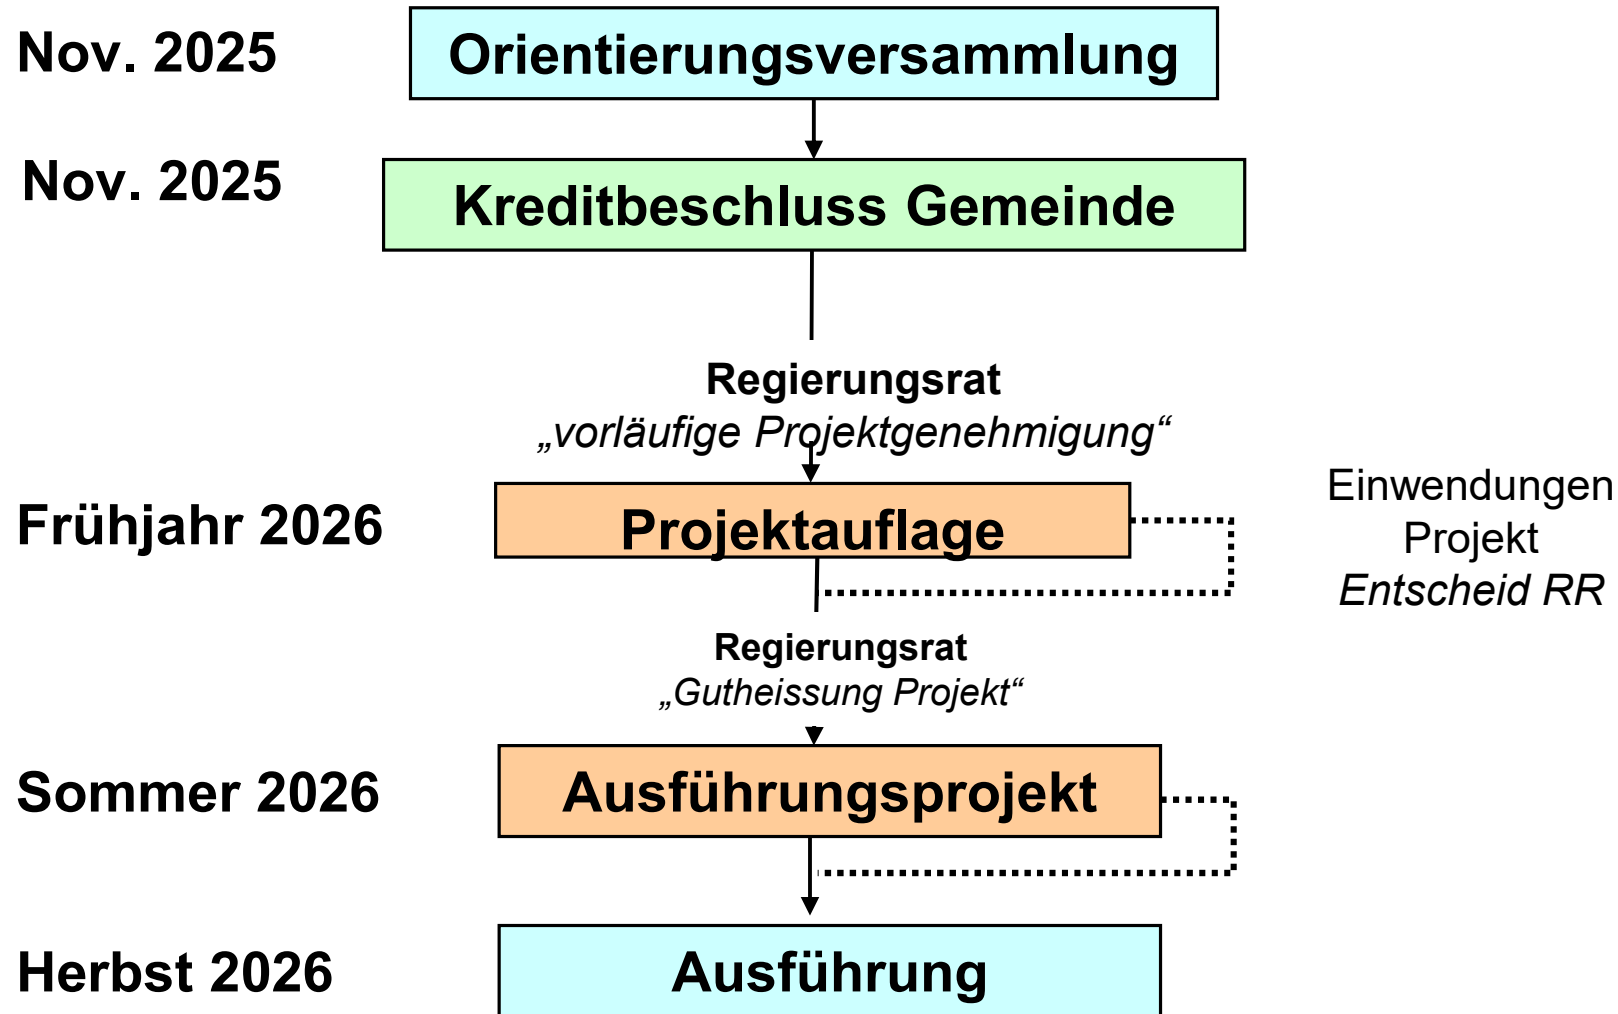 Nov. 2025
Orientierungsversammlung
Nov. 2025
Kreditbeschluss Gemeinde
Regierungsrat
„vorläufige Projektgenehmigung“
Frühjahr 2026
Projektauflage
Einwendungen
Projekt
Entscheid RR
Regierungsrat
„Gutheissung Projekt“
Sommer 2026
Ausführungsprojekt
Herbst 2026
Ausführung